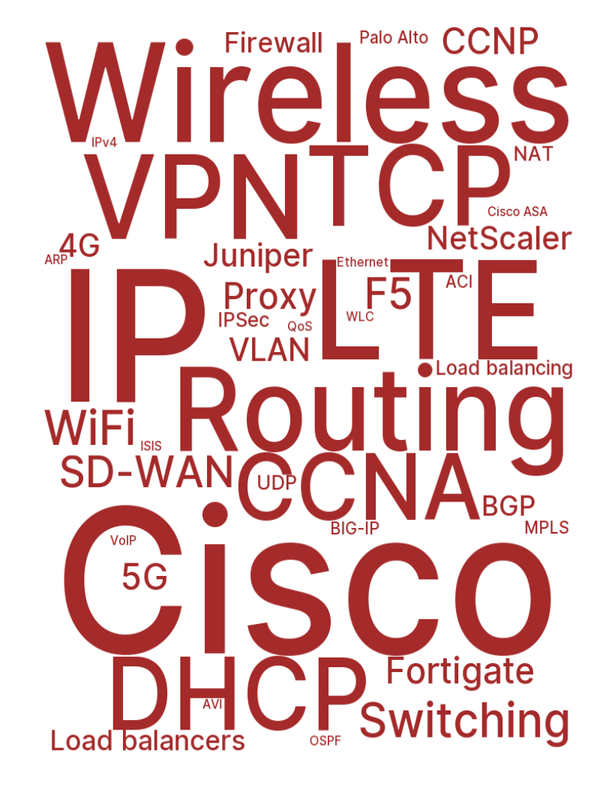 Firewall
Palo Alto
CCNP
Wireless
IPv4
NAT
VPN
TCP
Cisco ASA
NetScaler
4G
ARP
Juniper
Ethernet
IP
LTE
ACI
F5
Proxy
WLC
IPSec
QoS
VLAN
Load balancing
Routing
WiFi
ISIS
SD-WAN
CCNA
UDP
BGP
BIG-IP
MPLS
Cisco
VoIP
5G
DHCP
Fortigate
AVI
Switching
Load balancers
OSPF